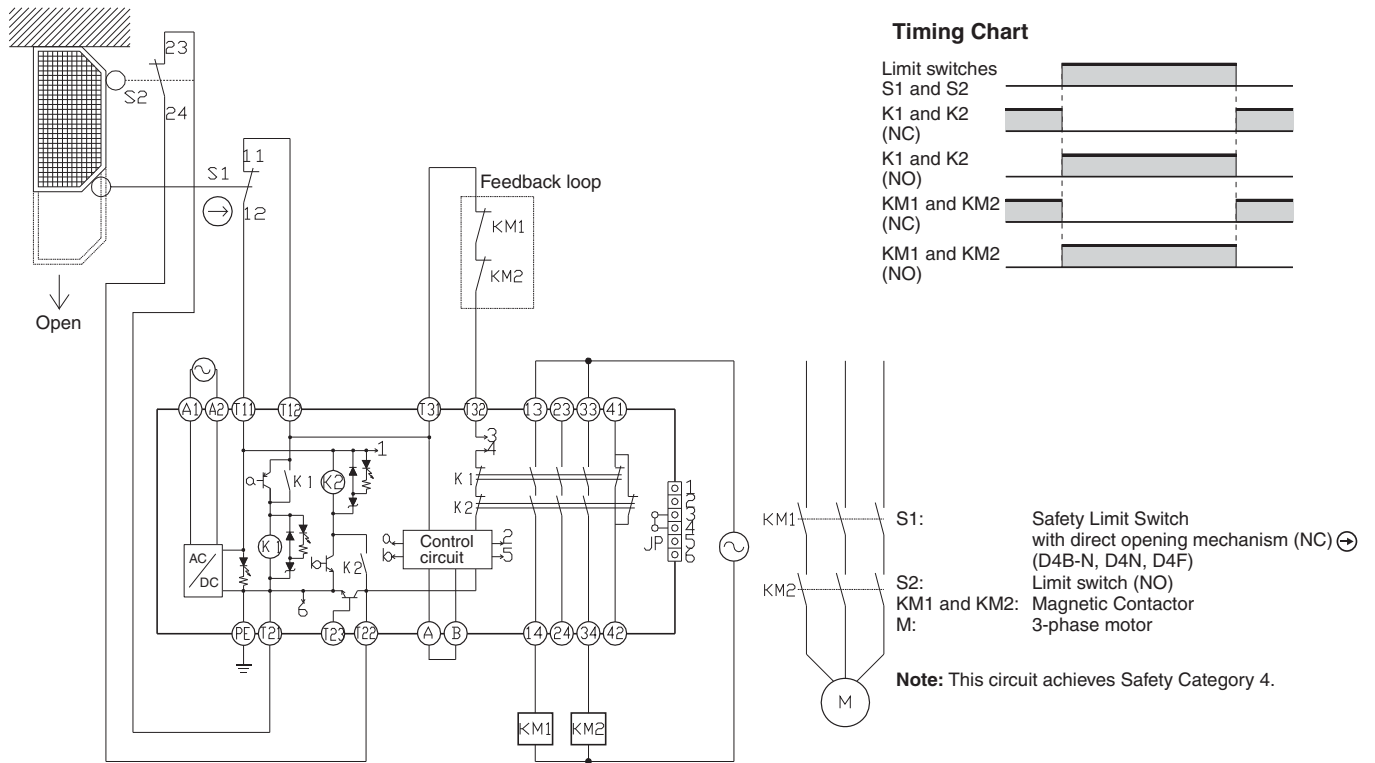 Timing Chart
Limit switches
S1 and S2
K1 and K2
(NC)
K1 and K2
(NO)
KM1 and KM2
(NC)
KM1 and KM2
(NO)
23
S2
24
11
S1
12
Open
Feedback loop
KM1
KM2
A1 A2 T11 T12 T31 T32 13 23 33 41
3
4
1
a K1 K2
K1
K2
1
2
3
4
5
6
JP
K1
b K2
a
b
Control
circuit
2
5
AC
DC
6
PE T21 T23 T22 A B 14 24 34 42
KM1 KM2
KM1
KM2
M
S1: Safety Limit Switch
with direct opening mechanism (NC)
(D4B-N, D4N, D4F)
S2: Limit switch (NO)
KM1 and KM2: Magnetic Contactor
M: 3-phase motor
Note: This circuit achieves Safety Category 4.